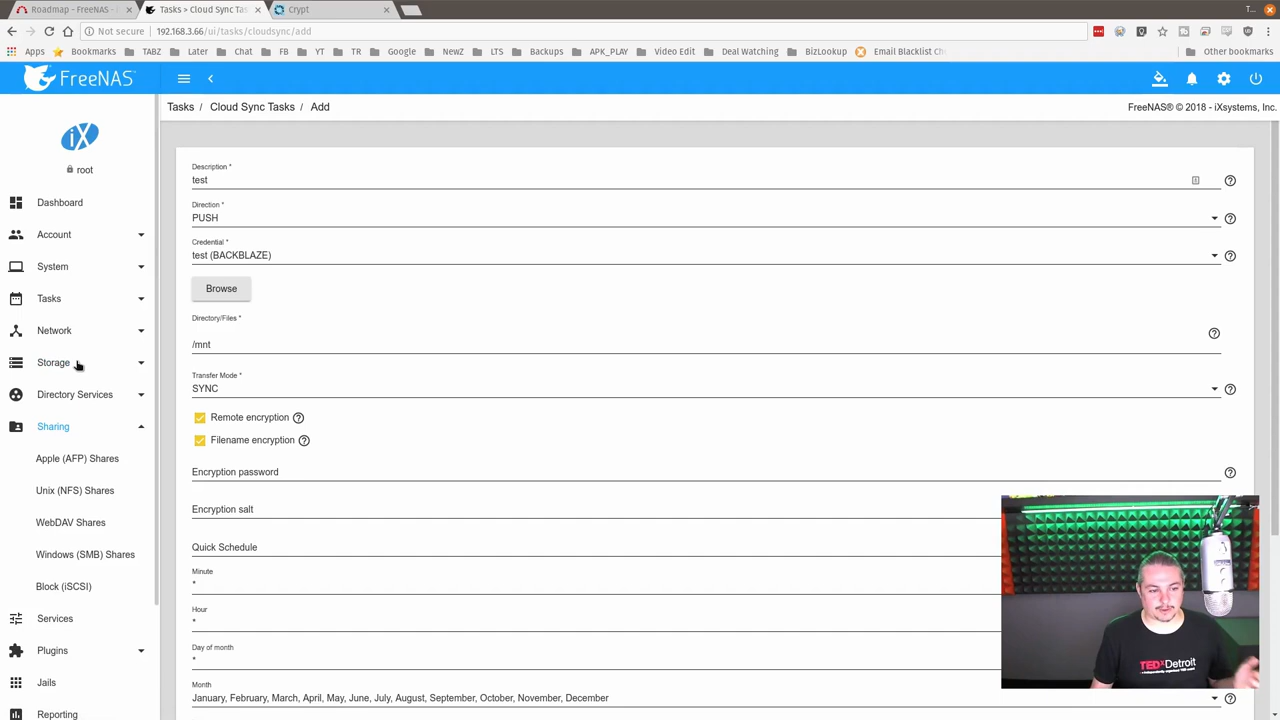 Roadmap - FreeNAS -
Tasks > Cloud Sync Tas
Crypt
Not secure
192.168.3.66/ui/tasks/cloudsync/add
Apps
Bookmarks
TABZ
Later
Chat
FB
YT
TR
Google
NewZ
LTS
Backups
APK_PLAY
Video Edit
Deal Watching
BizLookup
Email Blacklist Ch
Other bookmarks
FreeNAS
Tasks / Cloud Sync Tasks / Add
FreeNAS® © 2018 - iXsystems, Inc.
iX
root
Dashboard
Account
System
Tasks
Network
Storage
Directory Services
Sharing
Apple (AFP) Shares
Unix (NFS) Shares
WebDAV Shares
Windows (SMB) Shares
Block (iSCSI)
Services
Plugins
Jails
Reporting
Description *
test
Direction *
PUSH
Credential *
test (BACKBLAZE)
Browse
Directory/Files *
/mnt
Transfer Mode *
SYNC
Remote encryption
Filename encryption
Encryption password
Encryption salt
Quick Schedule
Minute
*
Hour
*
Day of month
*
Month
January, February, March, April, May, June, July, August, September, October, November, December
TEDxDetroit